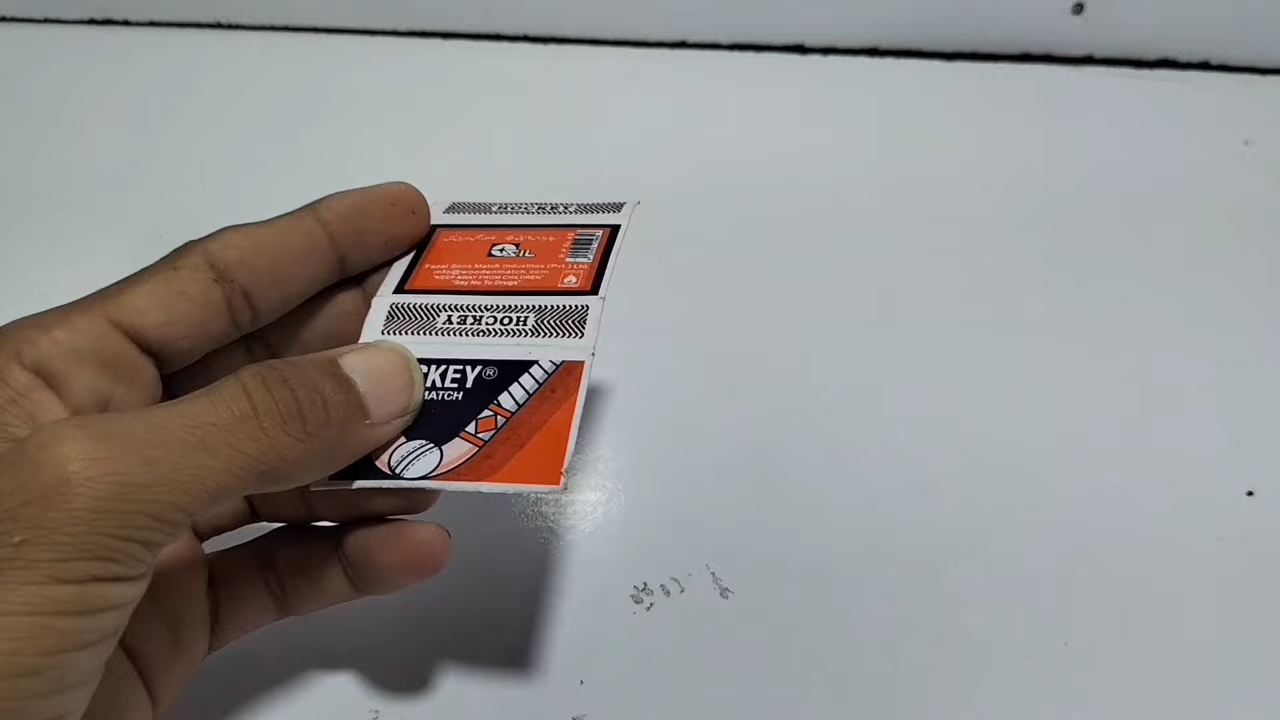 HOCKEY
Fazal Sons Match Industries (Pvt.) Ltd
info@woodenmatch.com
"KEEP AWAY FROM CHILDREN"
"Say No To Drugs"
HOCKEY
CKEY®
MATCH